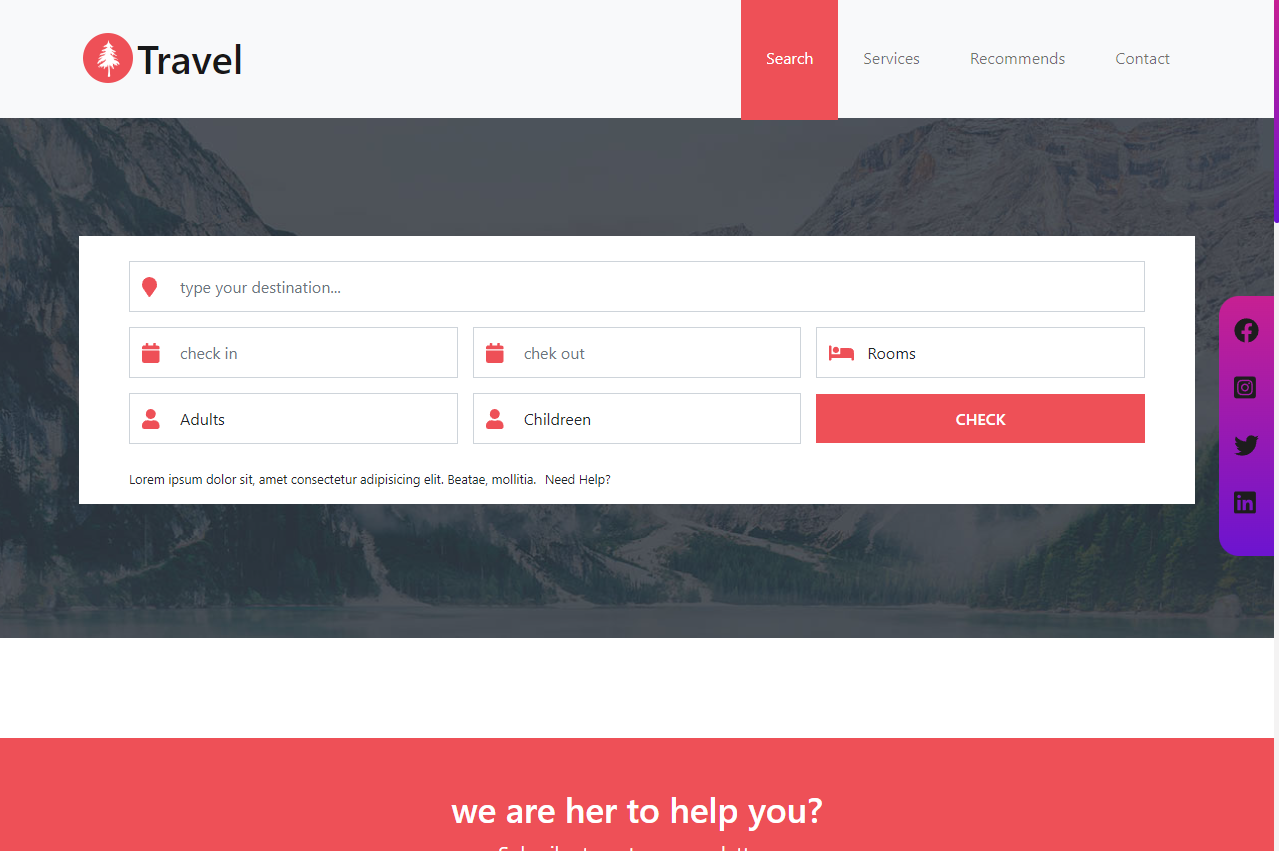 Travel
Search Services Recommends Contact
type your destination...
check in chek out Rooms
Adults Childreen CHECK
Lorem ipsum dolor sit, amet consectetur adipisicing elit. Beatae, mollitia. Need Help?
we are her to help you?